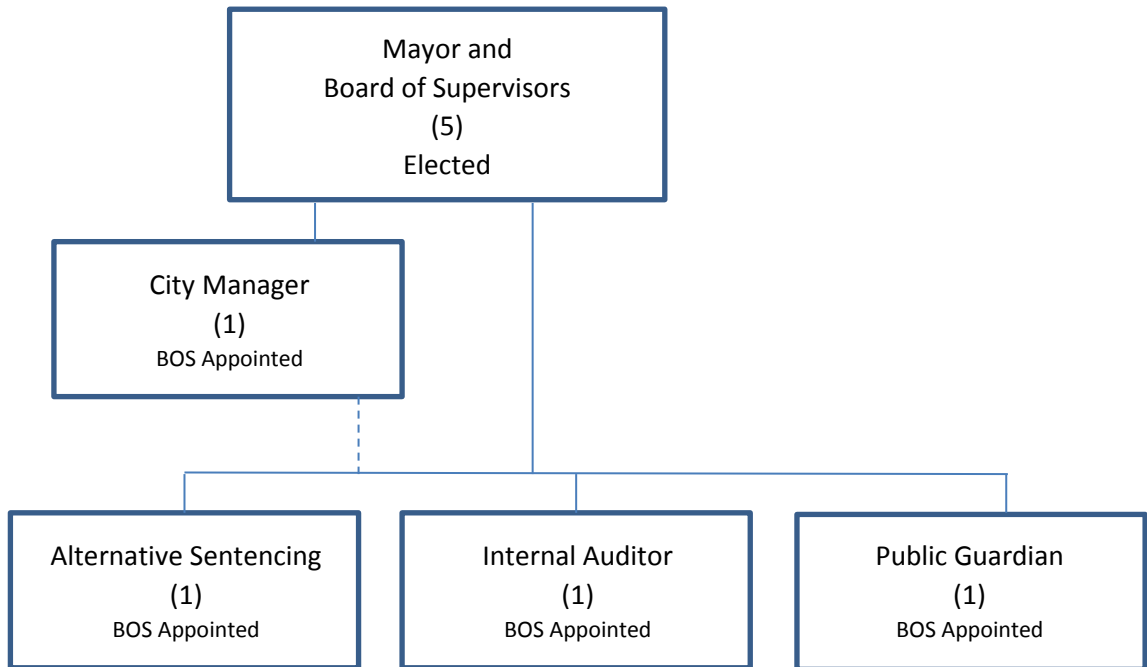 Mayor and
Board of Supervisors
(5)
Elected
City Manager
(1)
BOS Appointed
Alternative Sentencing
(1)
BOS Appointed
Internal Auditor
(1)
BOS Appointed
Public Guardian
(1)
BOS Appointed